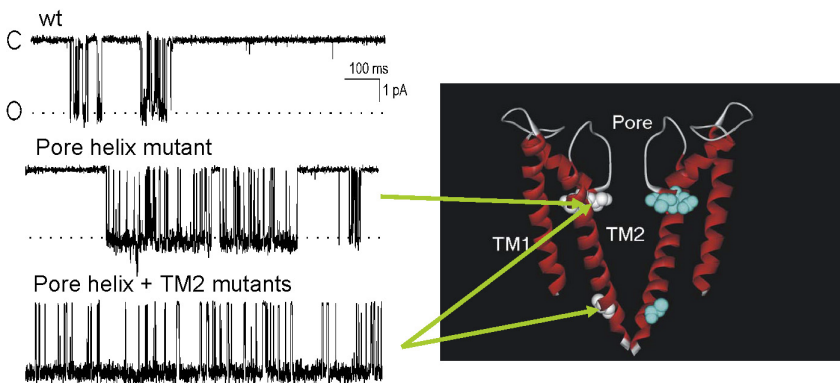 wt
C
100 ms
1 pA
O
Pore helix mutant
Pore helix + TM2 mutants
Pore
TM1
TM2